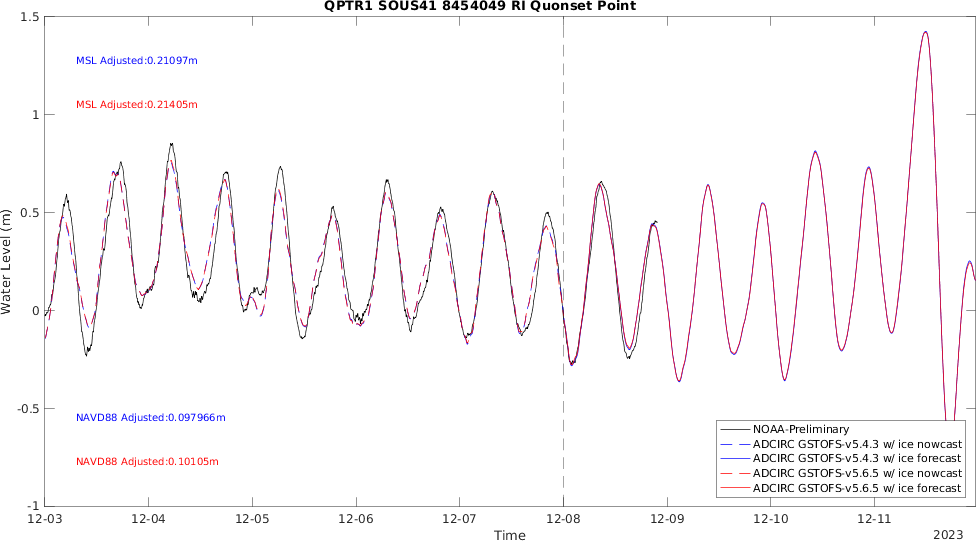 QPTR1 SOUS41 8454049 RI Quonset Point
1.5
1
0.5
0
-0.5
-1
Water Level (m)
MSL Adjusted:0.21097m
MSL Adjusted:0.21405m
NAVD88 Adjusted:0.097966m
NAVD88 Adjusted:0.10105m
NOAA-Preliminary
ADCIRC GSTOFS-v5.4.3 w/ ice nowcast
ADCIRC GSTOFS-v5.4.3 w/ ice forecast
ADCIRC GSTOFS-v5.6.5 w/ ice nowcast
ADCIRC GSTOFS-v5.6.5 w/ ice forecast
12-03 12-04 12-05 12-06 12-07 12-08 12-09 12-10 12-11
Time
2023